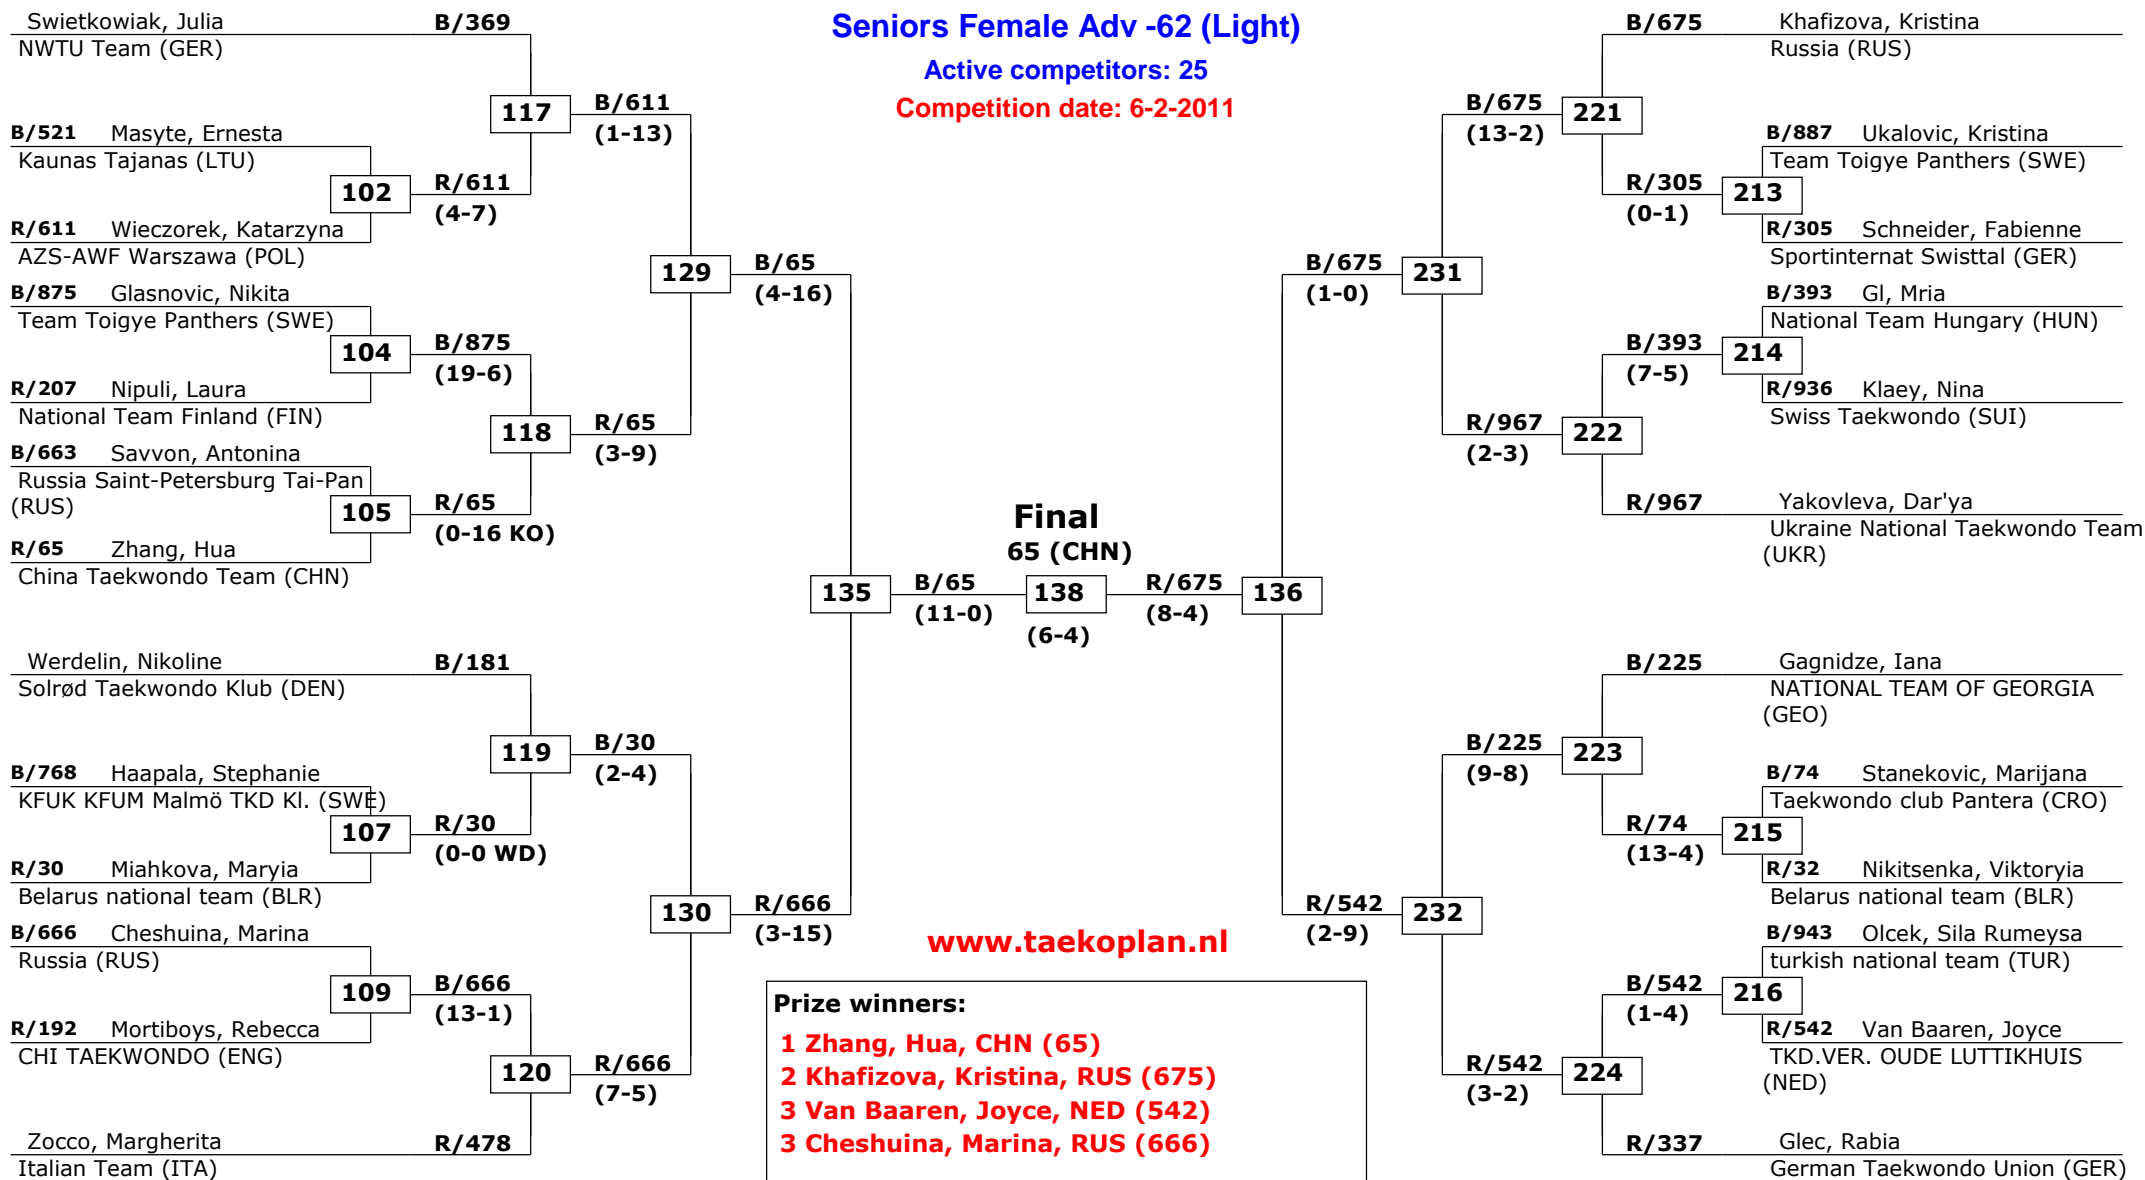 Seniors Female Adv -62 (Light)
Active competitors: 25
Competition date: 6-2-2011
Swietkowiak, Julia
B/369
NWTU Team (GER)
117
B/611
(1-13)
B/521 Masyte, Ernesta
Kaunas Tajanas (LTU)
102
R/611
(4-7)
R/611 Wieczorek, Katarzyna
AZS-AWF Warszawa (POL)
129
B/65
(4-16)
B/875 Glasnovic, Nikita
Team Toigye Panthers (SWE)
104
B/875
(19-6)
R/207 Nipuli, Laura
National Team Finland (FIN)
118
R/65
(3-9)
B/663 Savvon, Antonina
Russia Saint-Petersburg Tai-Pan
(RUS)
105
R/65
(0-16 KO)
R/65 Zhang, Hua
China Taekwondo Team (CHN)
135
B/65
(11-0)
Final
65 (CHN)
138
(6-4)
R/675
(8-4)
136
Werdelin, Nikoline
B/181
Solrød Taekwondo Klub (DEN)
119
B/30
(2-4)
B/768 Haapala, Stephanie
KFUK KFUM Malmö TKD Kl. (SWE)
107
R/30
(0-0 WD)
R/30 Miahkova, Maryia
Belarus national team (BLR)
130
R/666
(3-15)
B/666 Cheshuina, Marina
Russia (RUS)
109
B/666
(13-1)
R/192 Mortiboys, Rebecca
CHI TAEKWONDO (ENG)
120
R/666
(7-5)
Zocco, Margherita
R/478
Italian Team (ITA)
B/675
Khafizova, Kristina
Russia (RUS)
B/675
(13-2)
221
B/887 Ukalovic, Kristina
Team Toigye Panthers (SWE)
R/305
(0-1)
213
R/305 Schneider, Fabienne
Sportinternat Swisttal (GER)
B/675
(1-0)
231
B/393 Gl, Mria
National Team Hungary (HUN)
B/393
(7-5)
214
R/936 Klaey, Nina
Swiss Taekwondo (SUI)
R/967
(2-3)
222
R/967
Yakovleva, Dar'ya
Ukraine National Taekwondo Team
(UKR)
B/225
Gagnidze, Iana
NATIONAL TEAM OF GEORGIA
(GEO)
B/225
(9-8)
223
B/74 Stanekovic, Marijana
Taekwondo club Pantera (CRO)
R/74
(13-4)
215
R/32 Nikitsenka, Viktoryia
Belarus national team (BLR)
R/542
(2-9)
232
B/943 Olcek, Sila Rumeysa
turkish national team (TUR)
B/542
(1-4)
216
R/542 Van Baaren, Joyce
TKD.VER. OUDE LUTTIKHUIS
(NED)
R/542
(3-2)
224
R/337
Glec, Rabia
German Taekwondo Union (GER)
www.taekoplan.nl
Prize winners:
1 Zhang, Hua, CHN (65)
2 Khafizova, Kristina, RUS (675)
3 Van Baaren, Joyce, NED (542)
3 Cheshuina, Marina, RUS (666)